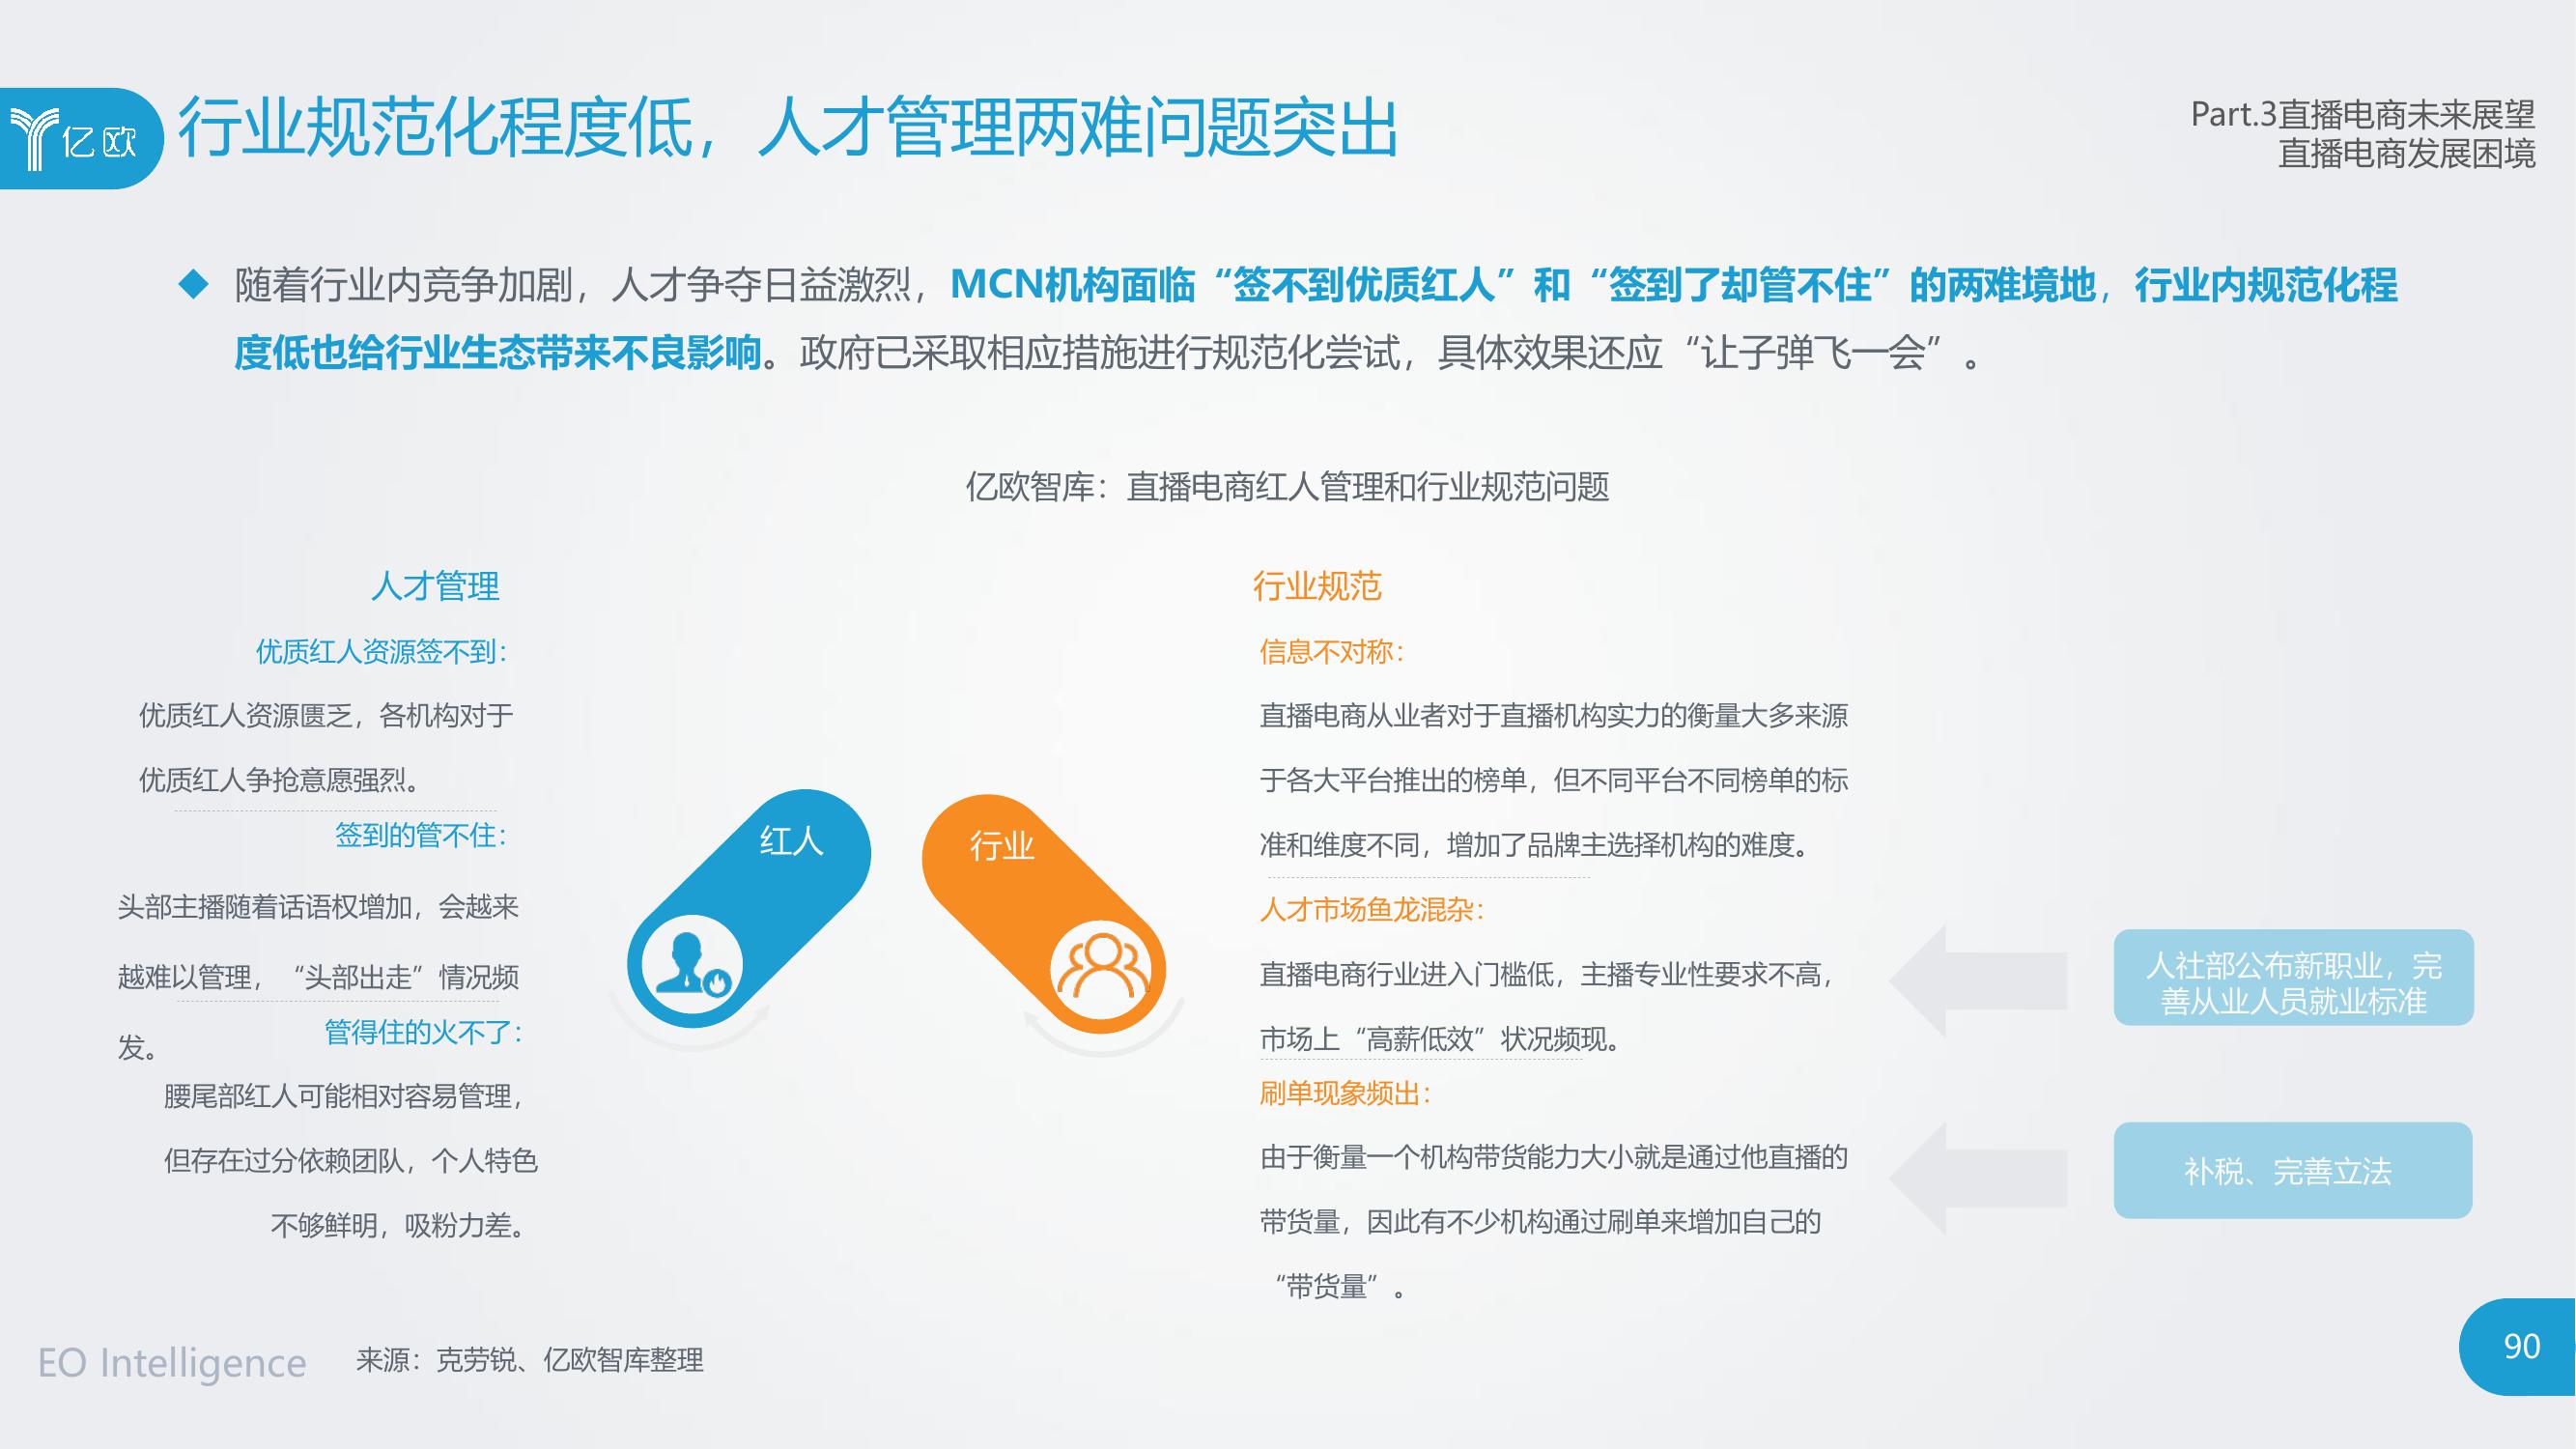 亿欧
行业规范化程度低，人才管理两难问题突出
Part.3直播电商未来展望
直播电商发展困境
随着行业内竞争加剧，人才争夺日益激烈，MCN机构面临“签不到优质红人”和“签到了却管不住”的两难境地，行业内规范化程
度低也给行业生态带来不良影响。政府已采取相应措施进行规范化尝试，具体效果还应“让子弹飞一会”。
亿欧智库：直播电商红人管理和行业规范问题
人才管理
优质红人资源签不到：
优质红人资源匮乏，各机构对于
优质红人争抢意愿强烈。
签到的管不住：
头部主播随着话语权增加，会越来
越难以管理，“头部出走”情况频
发。
管得住的火不了：
腰尾部红人可能相对容易管理，
但存在过分依赖团队，个人特色
不够鲜明，吸粉力差。
红人
行业
行业规范
信息不对称：
直播电商从业者对于直播机构实力的衡量大多来源
于各大平台推出的榜单，但不同平台不同榜单的标
准和维度不同，增加了品牌主选择机构的难度。
人才市场鱼龙混杂：
直播电商行业进入门槛低，主播专业性要求不高，
市场上“高薪低效”状况频现。
刷单现象频出：
由于衡量一个机构带货能力大小就是通过他直播的
带货量，因此有不少机构通过刷单来增加自己的
“带货量”。
人社部公布新职业，完
善从业人员就业标准
补税、完善立法
EO Intelligence
来源：克劳锐、亿欧智库整理
90